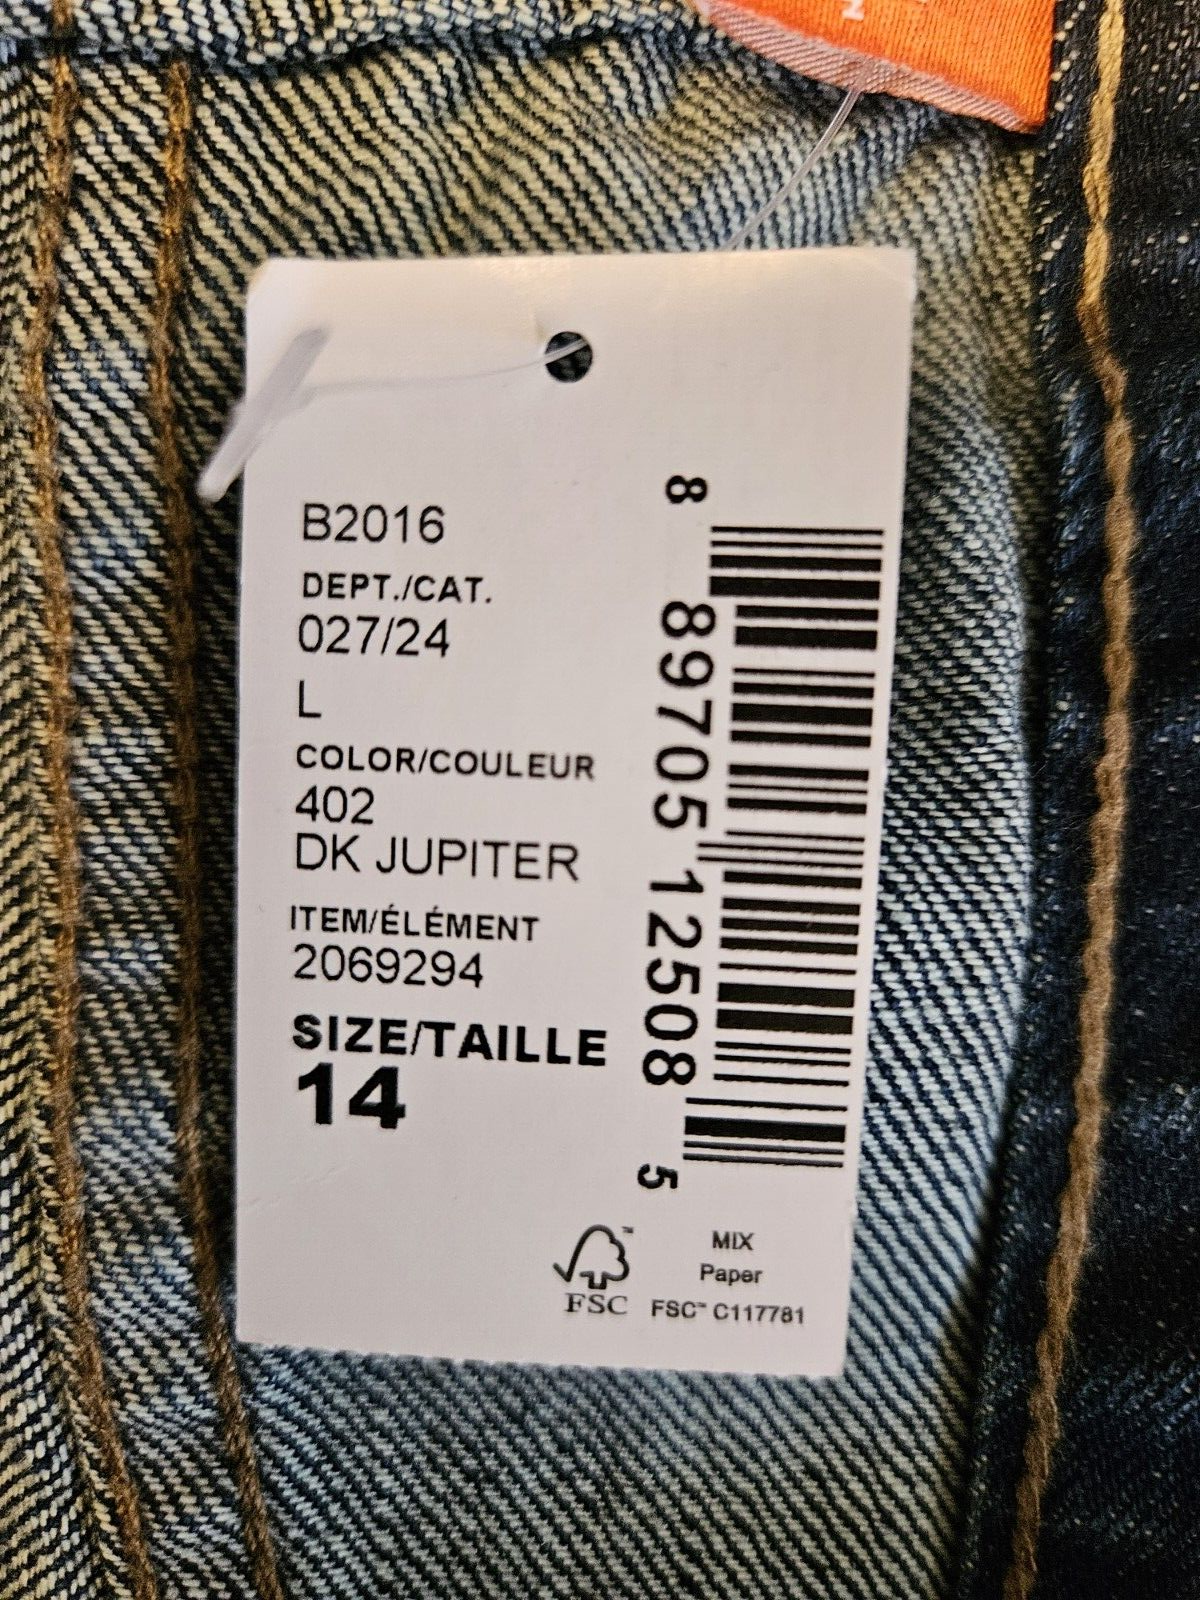 B2016
DEPT./CAT.
027/24
L
COLOR/COULEUR
402
DK JUPITER
ITEM/ÉLÉMENT
2069294
SIZE/TAILLE
14
8 89705 12508 5
FSC™
MIX
Paper
FSC™ C117781